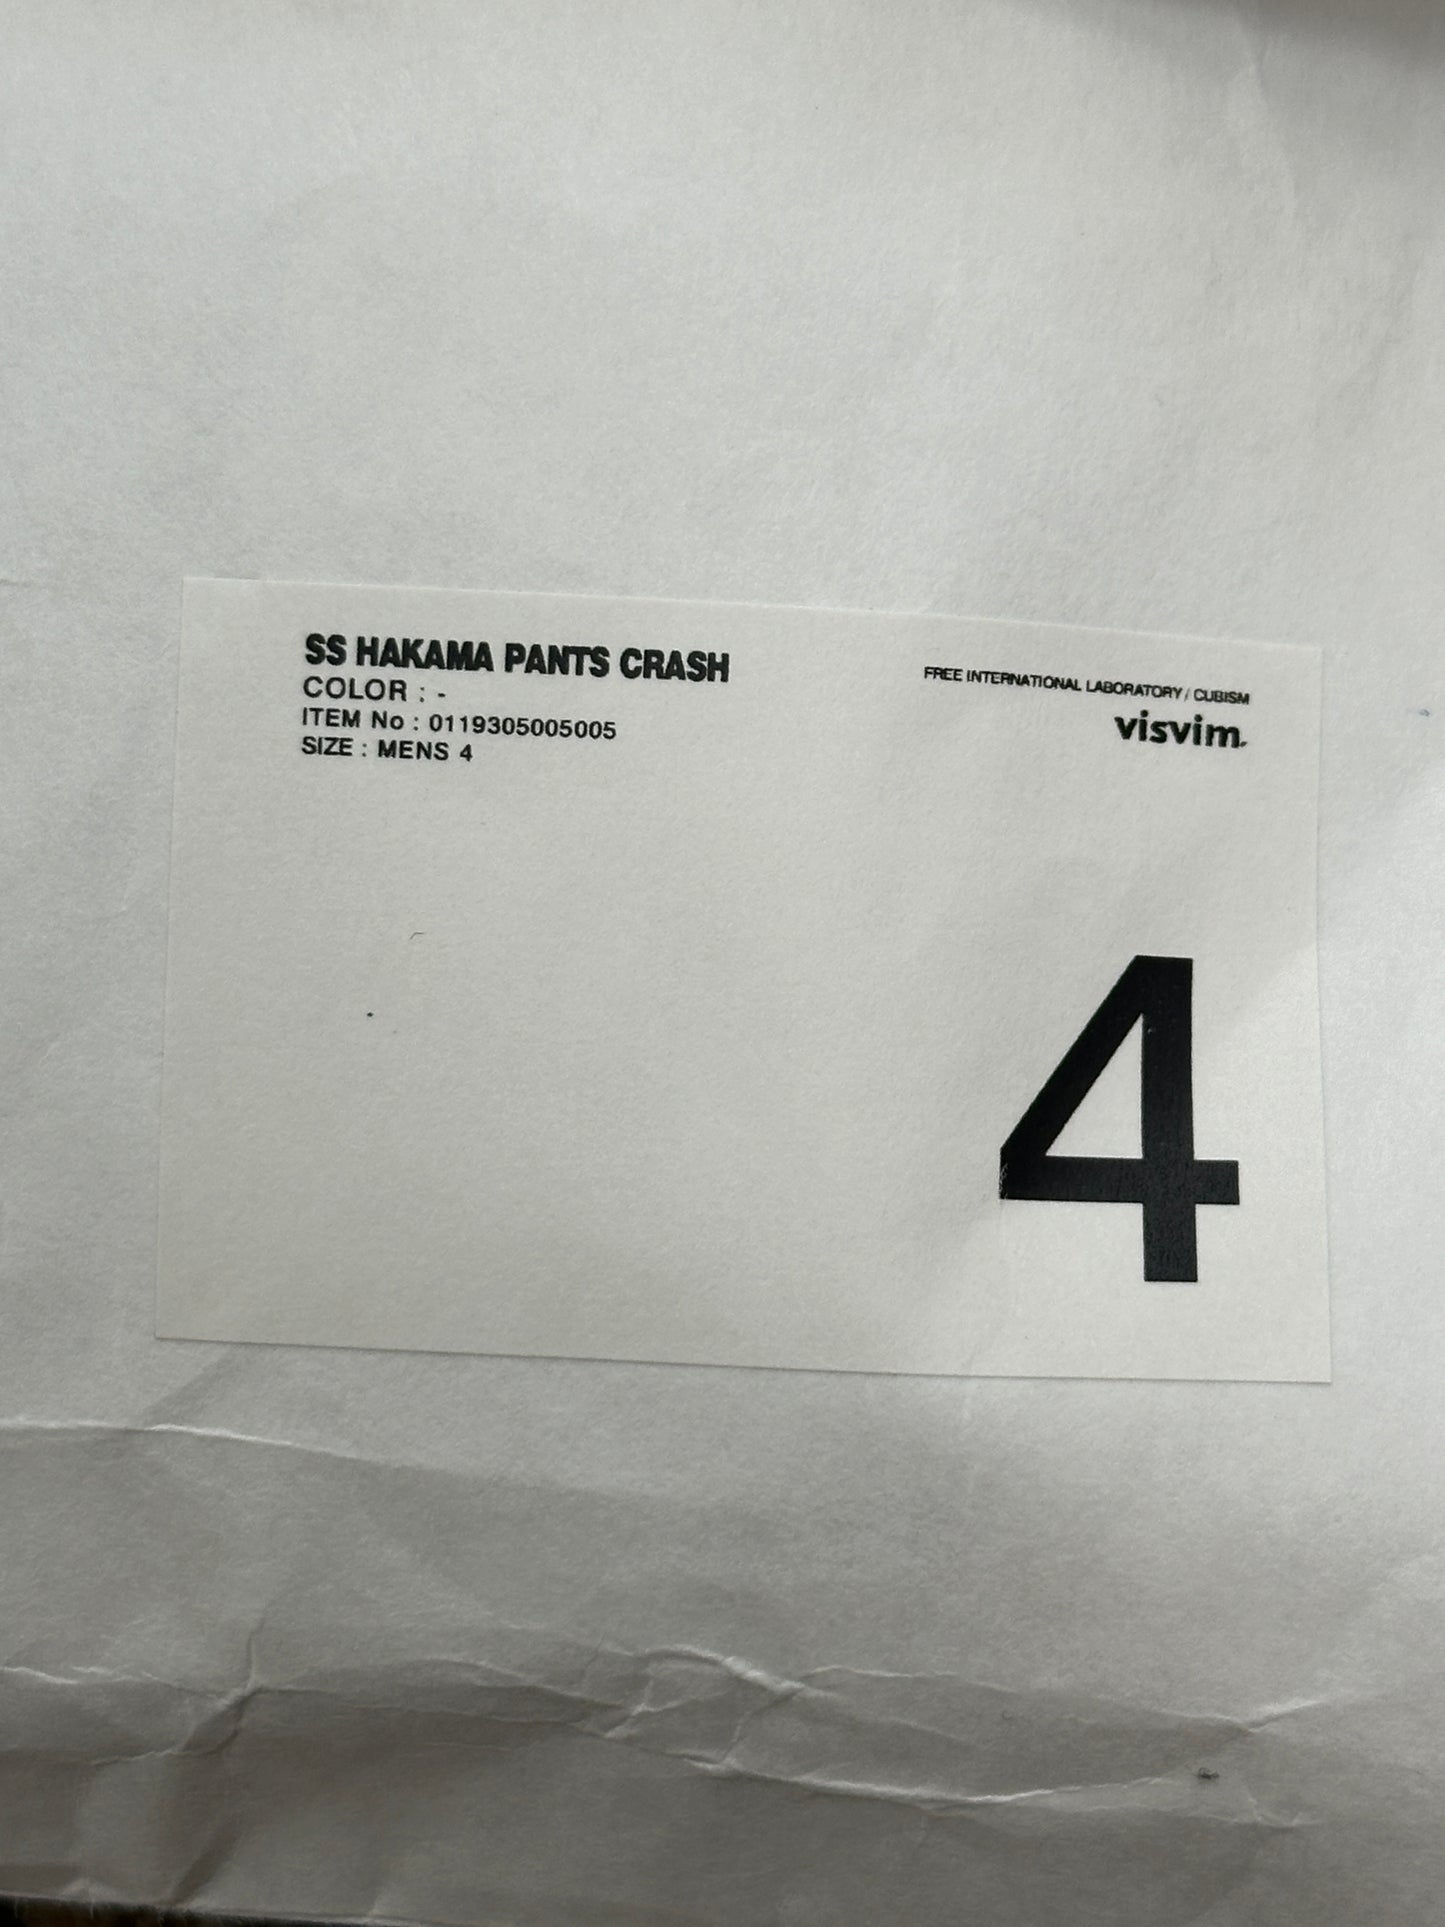 SS HAKAMA PANTS CRASH
COLOR : -
ITEM No : 0119305005005
SIZE : MENS 4
FREE INTERNATIONAL LABORATORY / CUBISM
visvim.
4